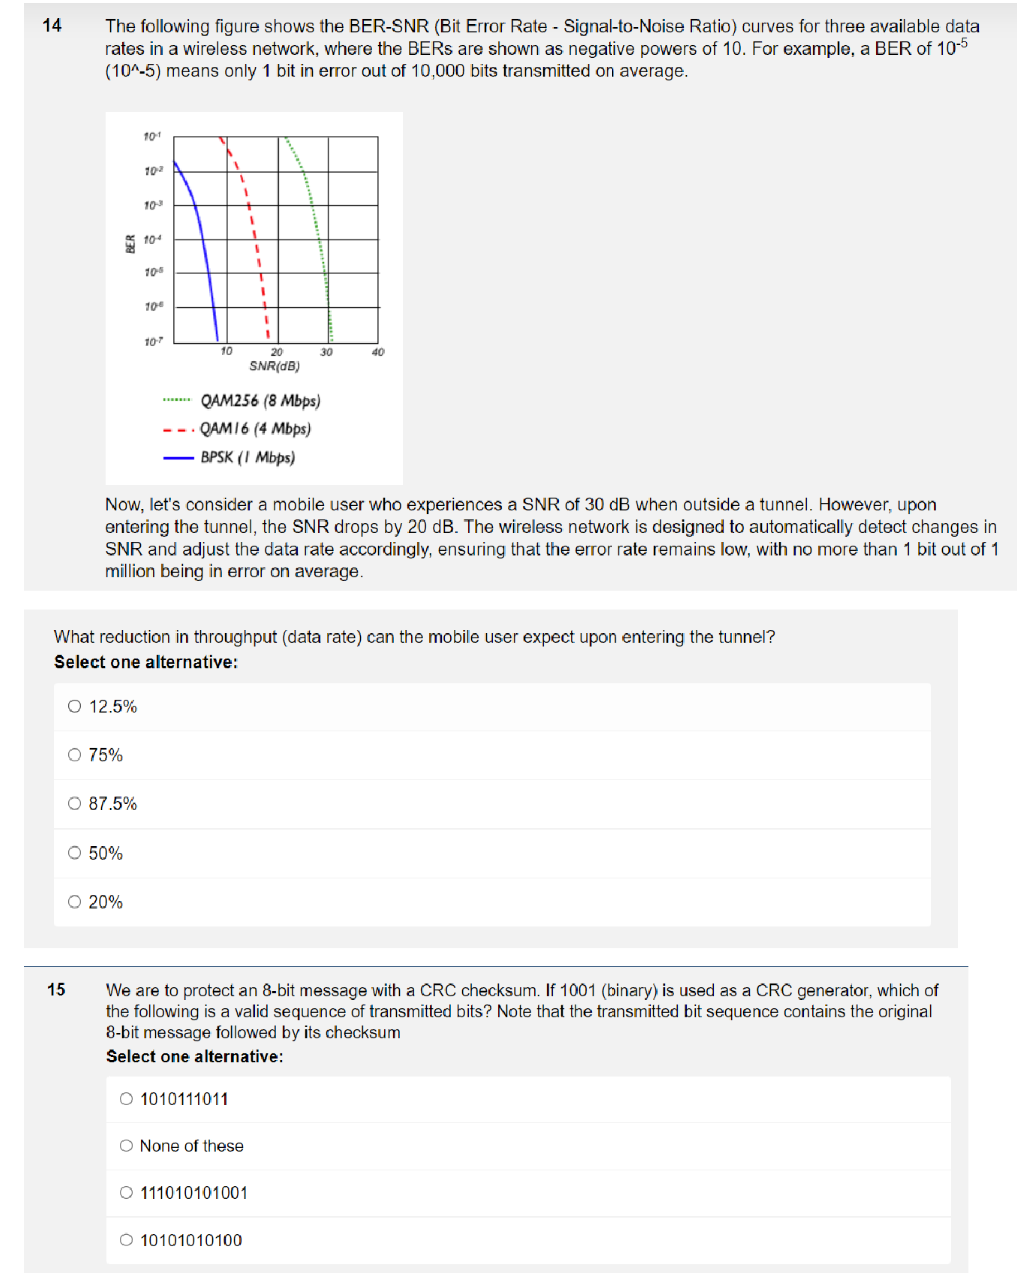 14 The following figure shows the BER-SNR (Bit Error Rate - Signal-to-Noise Ratio) curves for three available data
rates in a wireless network, where the BERs are shown as negative powers of 10. For example, a BER of 10⁻⁵
(10^-5) means only 1 bit in error out of 10,000 bits transmitted on average.
10⁻¹
10⁻²
10⁻³
BER 10⁻⁴
10⁻⁵
10⁻⁶
10⁻⁷
10 20 30 40
SNR(dB)
QAM256 (8 Mbps)
QAM16 (4 Mbps)
BPSK (1 Mbps)
Now, let's consider a mobile user who experiences a SNR of 30 dB when outside a tunnel. However, upon
entering the tunnel, the SNR drops by 20 dB. The wireless network is designed to automatically detect changes in
SNR and adjust the data rate accordingly, ensuring that the error rate remains low, with no more than 1 bit out of 1
million being in error on average.
What reduction in throughput (data rate) can the mobile user expect upon entering the tunnel?
Select one alternative:
12.5%
75%
87.5%
50%
20%
15 We are to protect an 8-bit message with a CRC checksum. If 1001 (binary) is used as a CRC generator, which of
the following is a valid sequence of transmitted bits? Note that the transmitted bit sequence contains the original
8-bit message followed by its checksum
Select one alternative:
1010111011
None of these
111010101001
10101010100